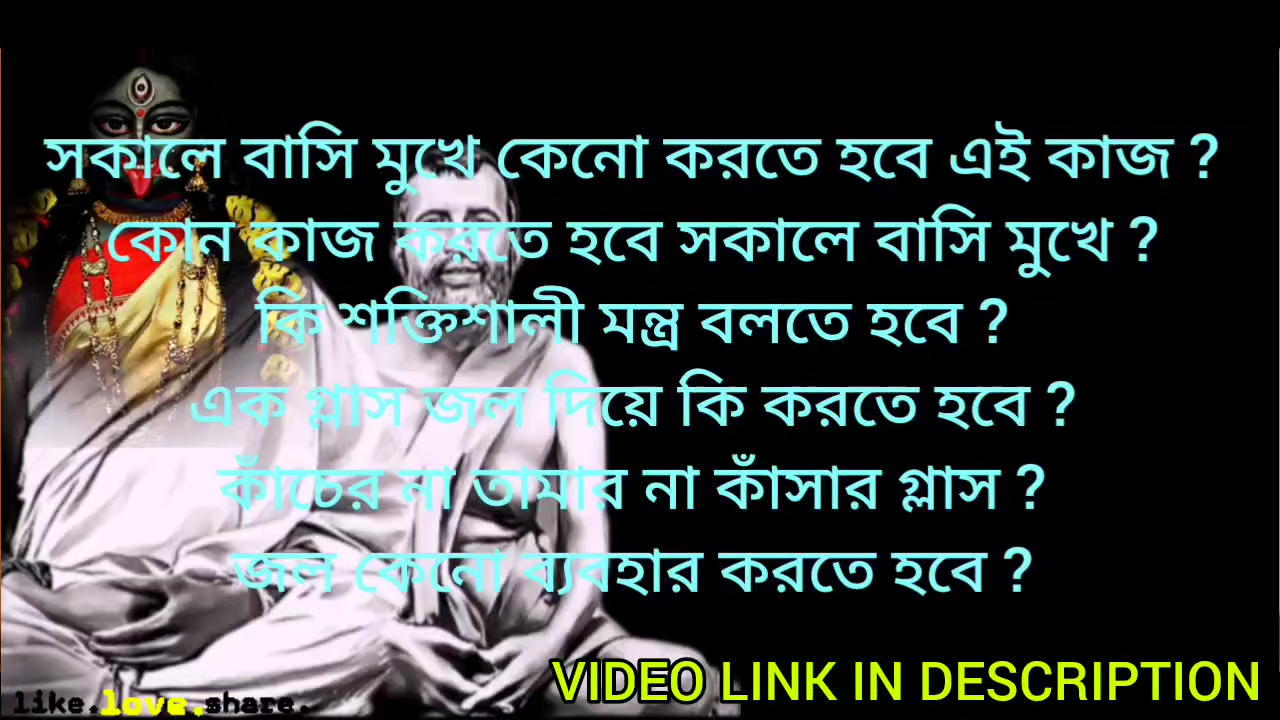 সকালে বাসি মুখে কেনো করতে হবে এই কাজ ?
কোন কাজ করতে হবে সকালে বাসি মুখে ?
কি শক্তিশালী মন্ত্র বলতে হবে ?
এক গ্লাস জল দিয়ে কি করতে হবে ?
কাঁচের না তামার না কাঁসার গ্লাস ?
জল কেনো ব্যবহার করতে হবে ?
VIDEO LINK IN DESCRIPTION
like.love.share.